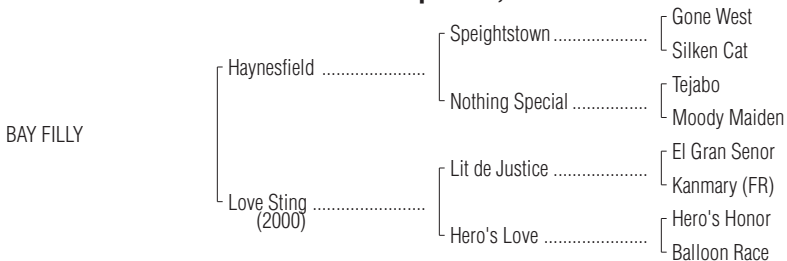 Gone West
Speightstown ....................
Silken Cat
Haynesfield ......................
Tejabo
Nothing Special ................
Moody Maiden
BAY FILLY
El Gran Senor
Lit de Justice ....................
Kanmary (FR)
Love Sting ........................
(2000)
Hero's Honor
Hero's Love ......................
Balloon Race